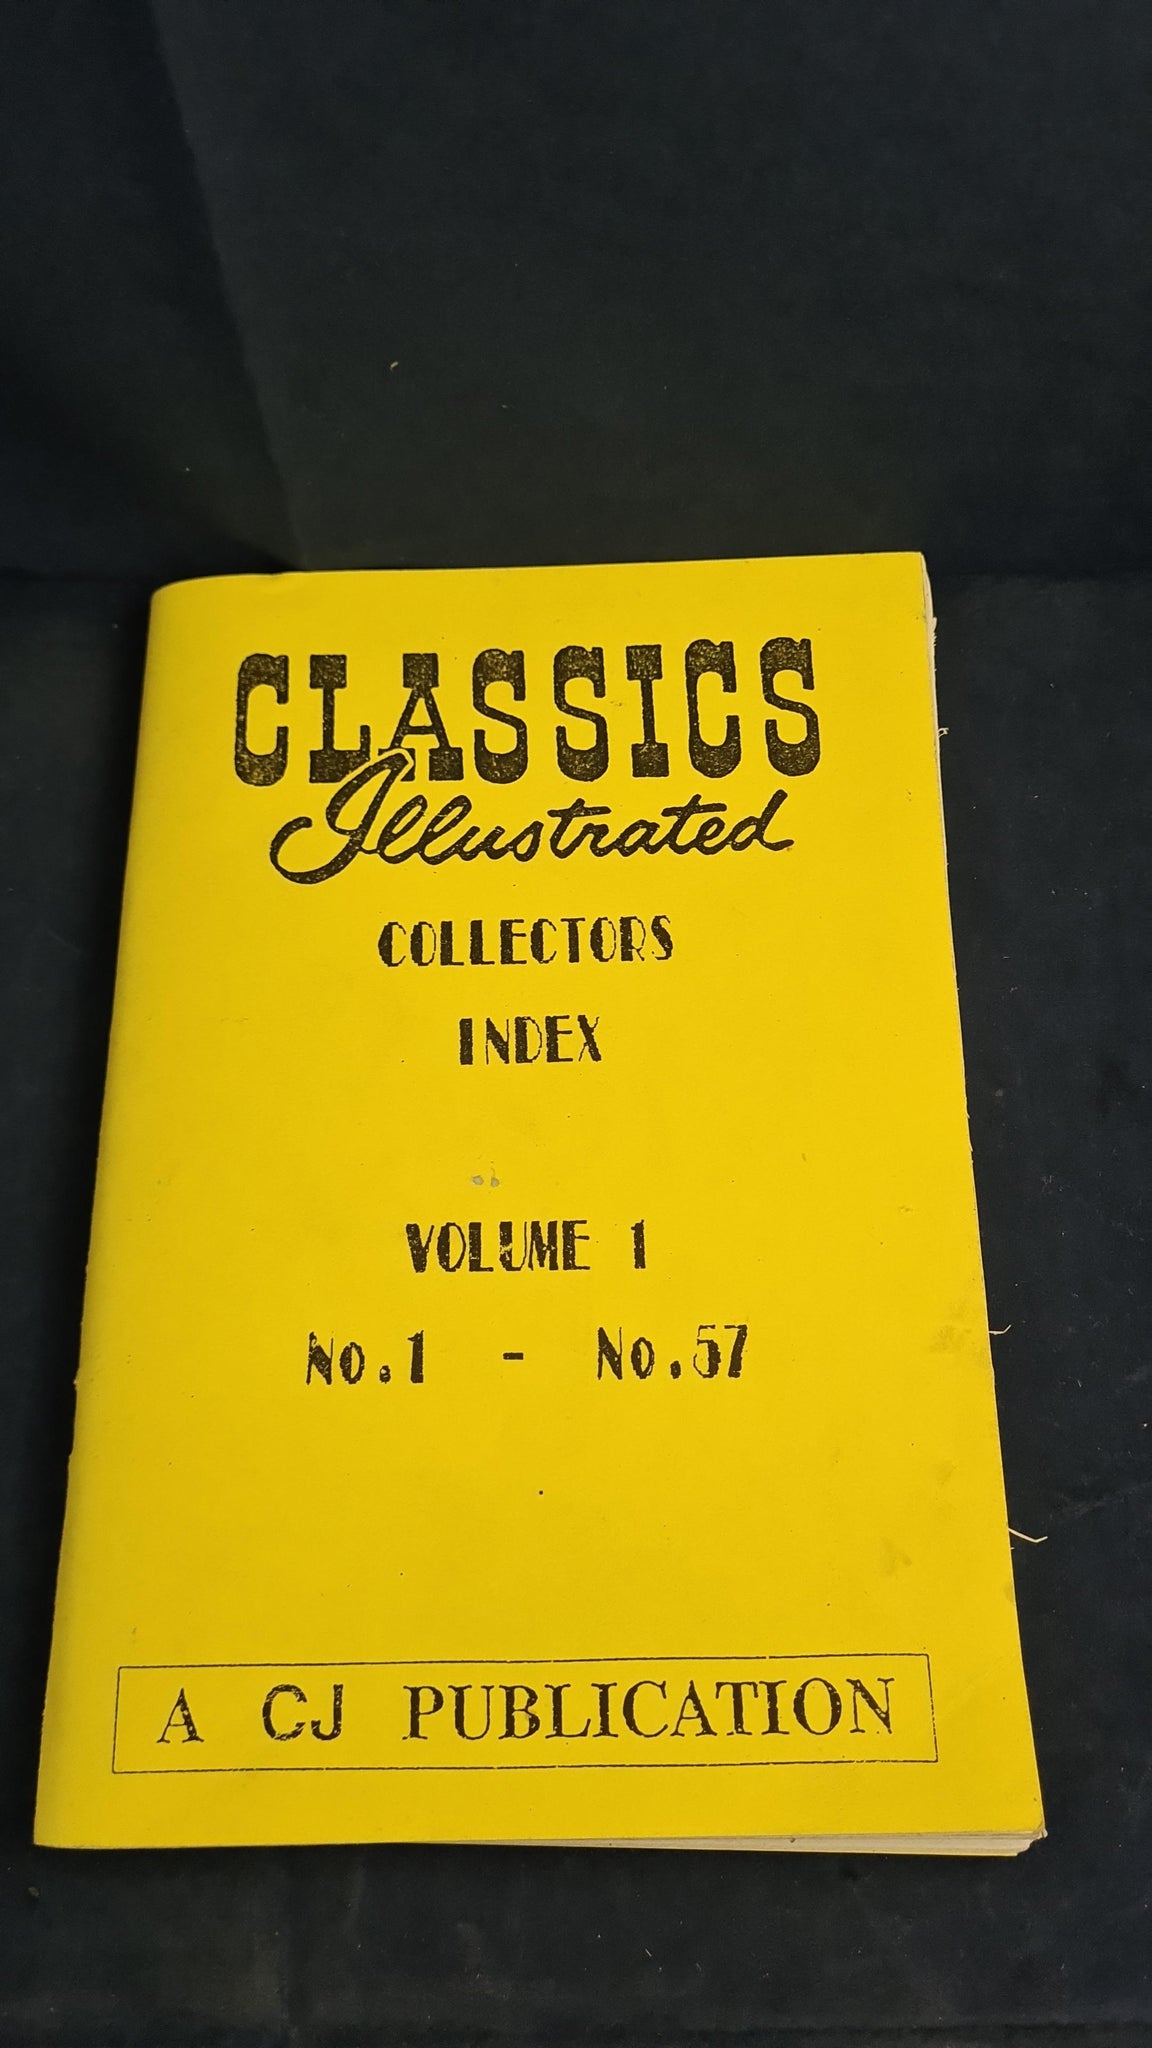 CLASSICS
Illustrated
COLLECTORS
INDEX
VOLUME 1
No.1 - No.57
A CJ PUBLICATION